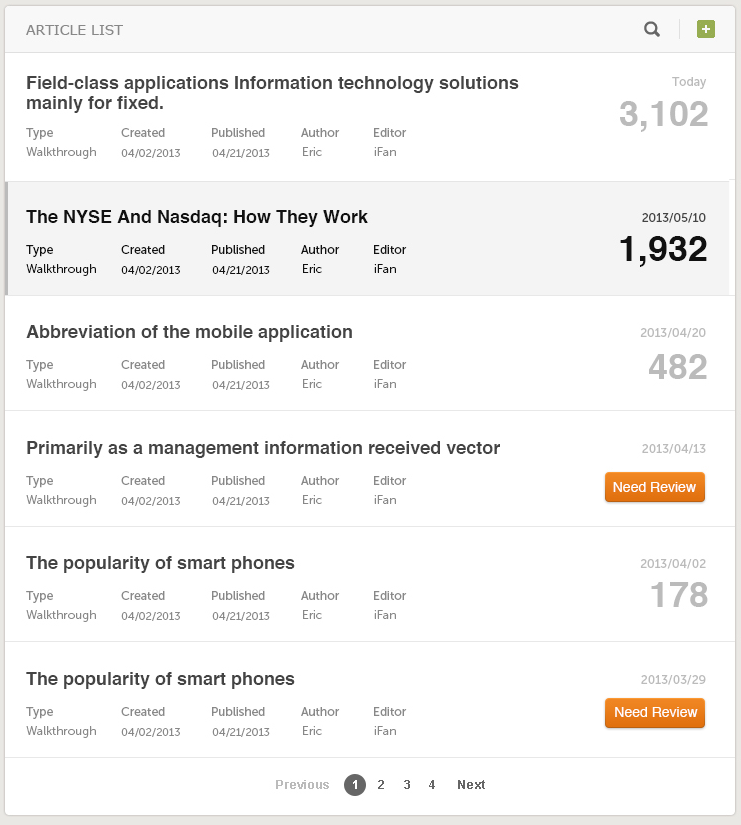 ARTICLE LIST
Field-class applications Information technology solutions
mainly for fixed.
Today
3,102
Type Created Published Author Editor
Walkthrough 04/02/2013 04/21/2013 Eric iFan
The NYSE And Nasdaq: How They Work
2013/05/10
1,932
Type Created Published Author Editor
Walkthrough 04/02/2013 04/21/2013 Eric iFan
Abbreviation of the mobile application
2013/04/20
482
Type Created Published Author Editor
Walkthrough 04/02/2013 04/21/2013 Eric iFan
Primarily as a management information received vector
2013/04/13
Need Review
Type Created Published Author Editor
Walkthrough 04/02/2013 04/21/2013 Eric iFan
The popularity of smart phones
2013/04/02
178
Type Created Published Author Editor
Walkthrough 04/02/2013 04/21/2013 Eric iFan
The popularity of smart phones
2013/03/29
Need Review
Type Created Published Author Editor
Walkthrough 04/02/2013 04/21/2013 Eric iFan
Previous 1 2 3 4 Next